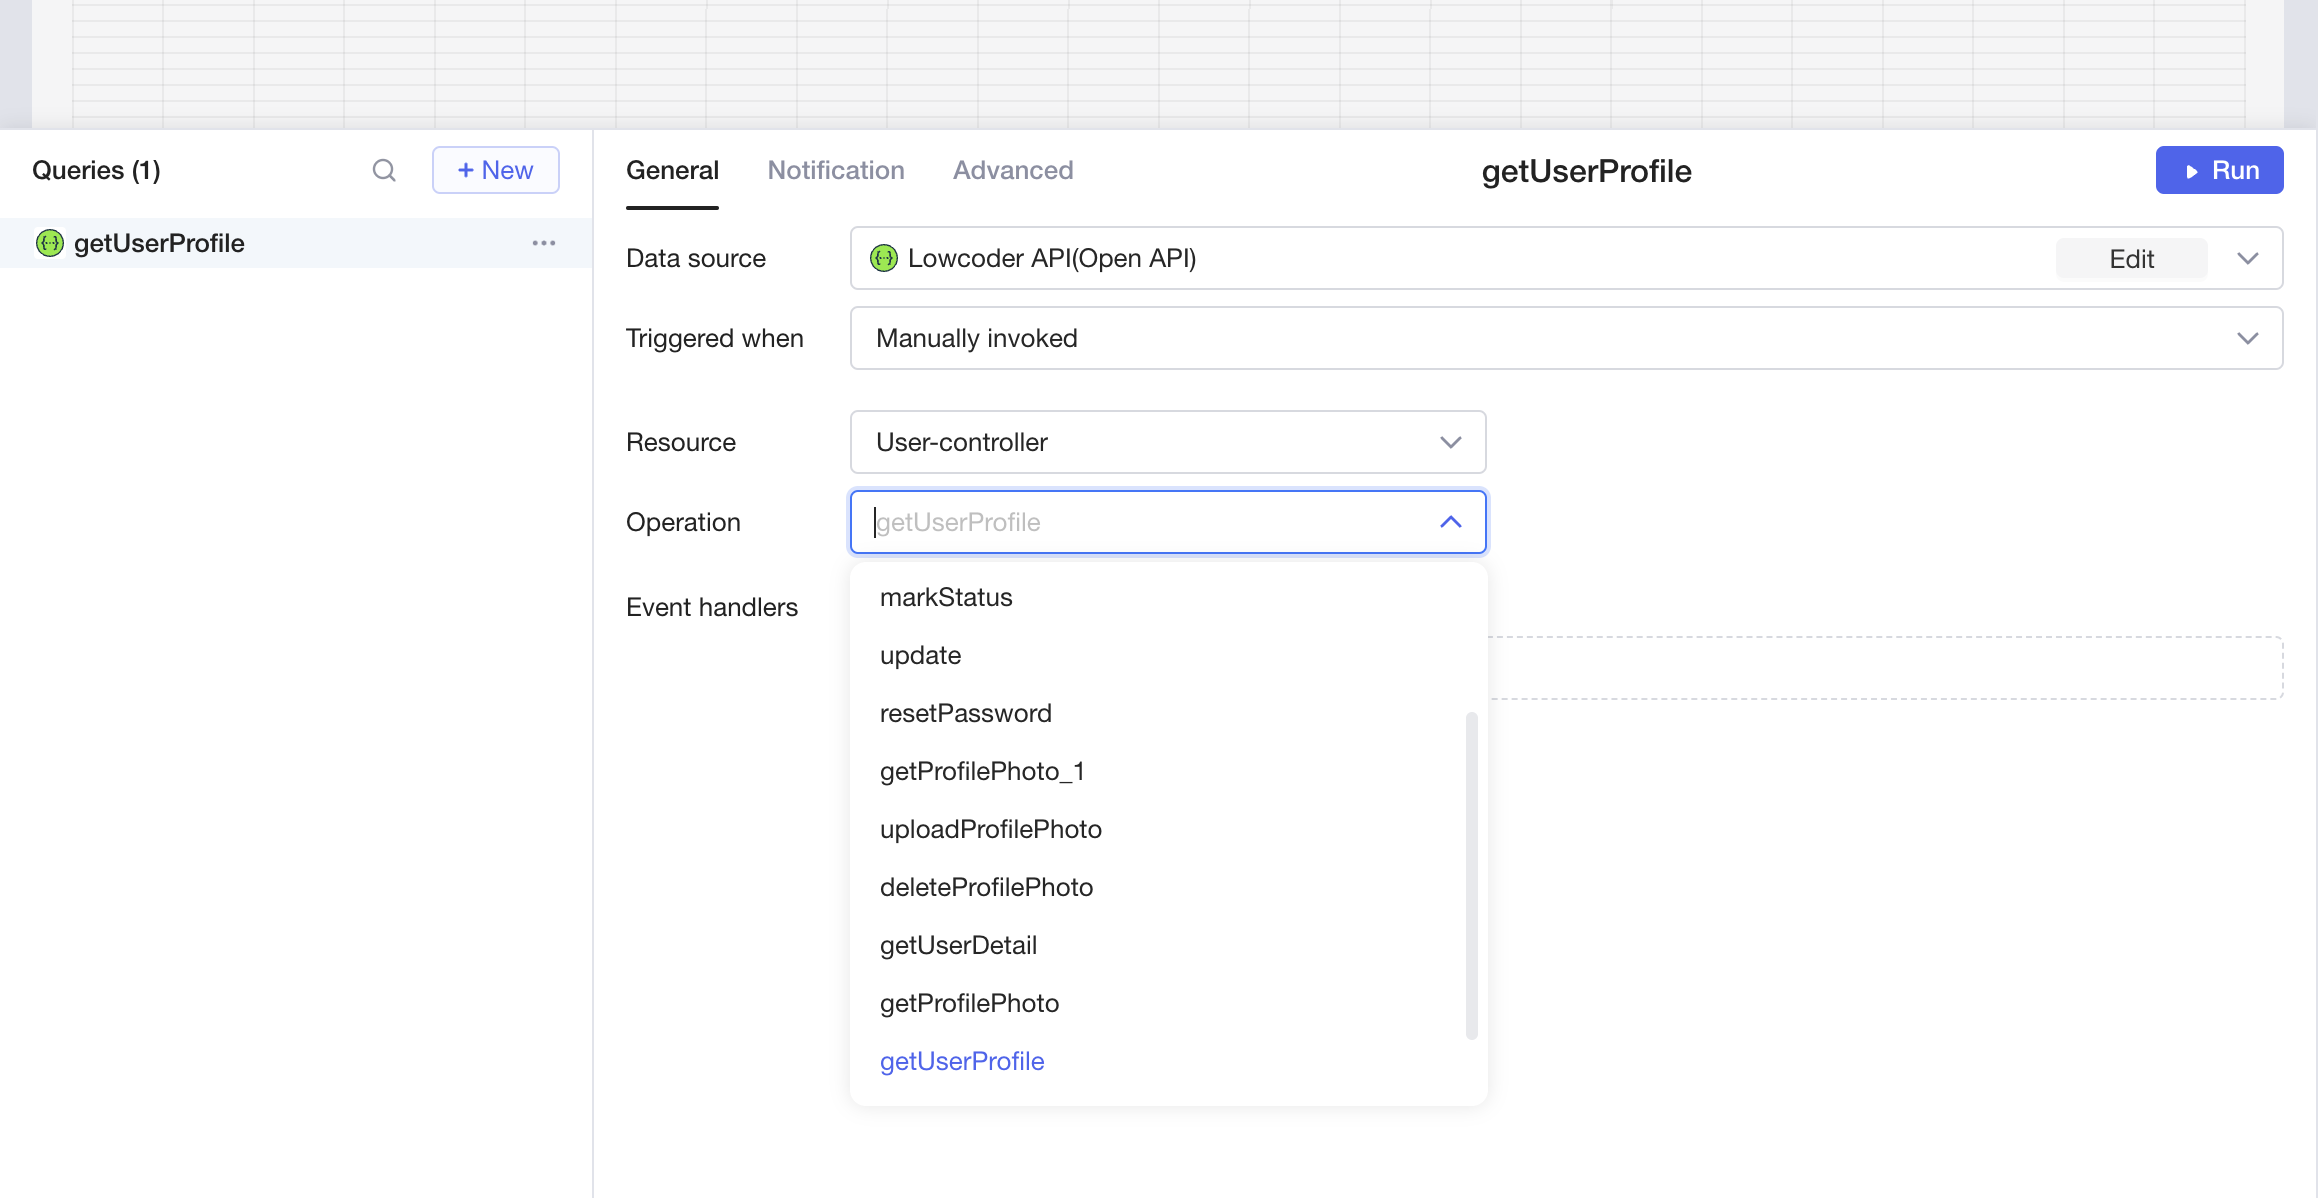 Queries (1)
+ New
getUserProfile
General
Notification
Advanced
getUserProfile
Run
Data source
Lowcoder API(Open API)
Edit
Triggered when
Manually invoked
Resource
User-controller
Operation
getUserProfile
Event handlers
markStatus
update
resetPassword
getProfilePhoto_1
uploadProfilePhoto
deleteProfilePhoto
getUserDetail
getProfilePhoto
getUserProfile